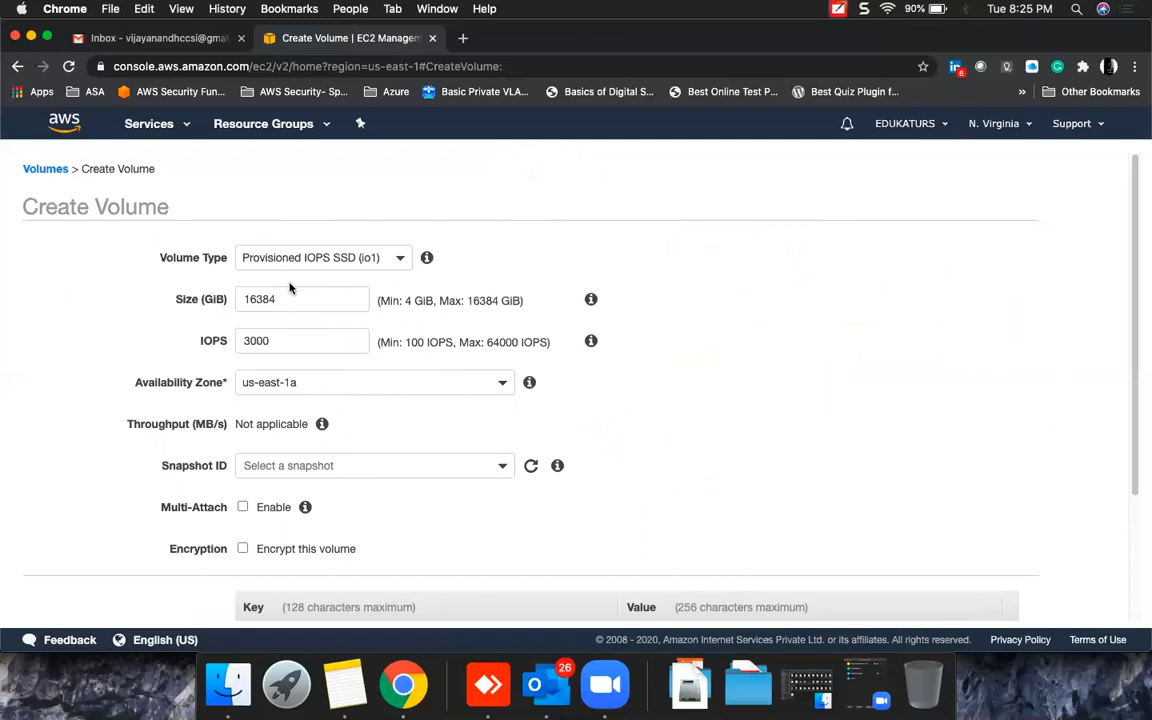 Chrome File Edit View History Bookmarks People Tab Window Help 90% Tue 8:25 PM
Inbox - vijayanandhccsi@gmai Create Volume | EC2 Managem
console.aws.amazon.com/ec2/v2/home?region=us-east-1#CreateVolume: 6
Apps ASA AWS Security Fun... AWS Security- Sp... Azure Basic Private VLA... Basics of Digital S... Best Online Test P... Best Quiz Plugin f... » Other Bookmarks
aws Services Resource Groups EDUKATURS N. Virginia Support
Volumes > Create Volume
Create Volume
Volume Type Provisioned IOPS SSD (io1)
Size (GiB) 16384 (Min: 4 GiB, Max: 16384 GiB)
IOPS 3000 (Min: 100 IOPS, Max: 64000 IOPS)
Availability Zone* us-east-1a
Throughput (MB/s) Not applicable
Snapshot ID Select a snapshot
Multi-Attach Enable
Encryption Encrypt this volume
Key (128 characters maximum) Value (256 characters maximum)
Feedback English (US) © 2008 - 2020, Amazon Internet Services Private Ltd. or its affiliates. All rights reserved. Privacy Policy Terms of Use
26